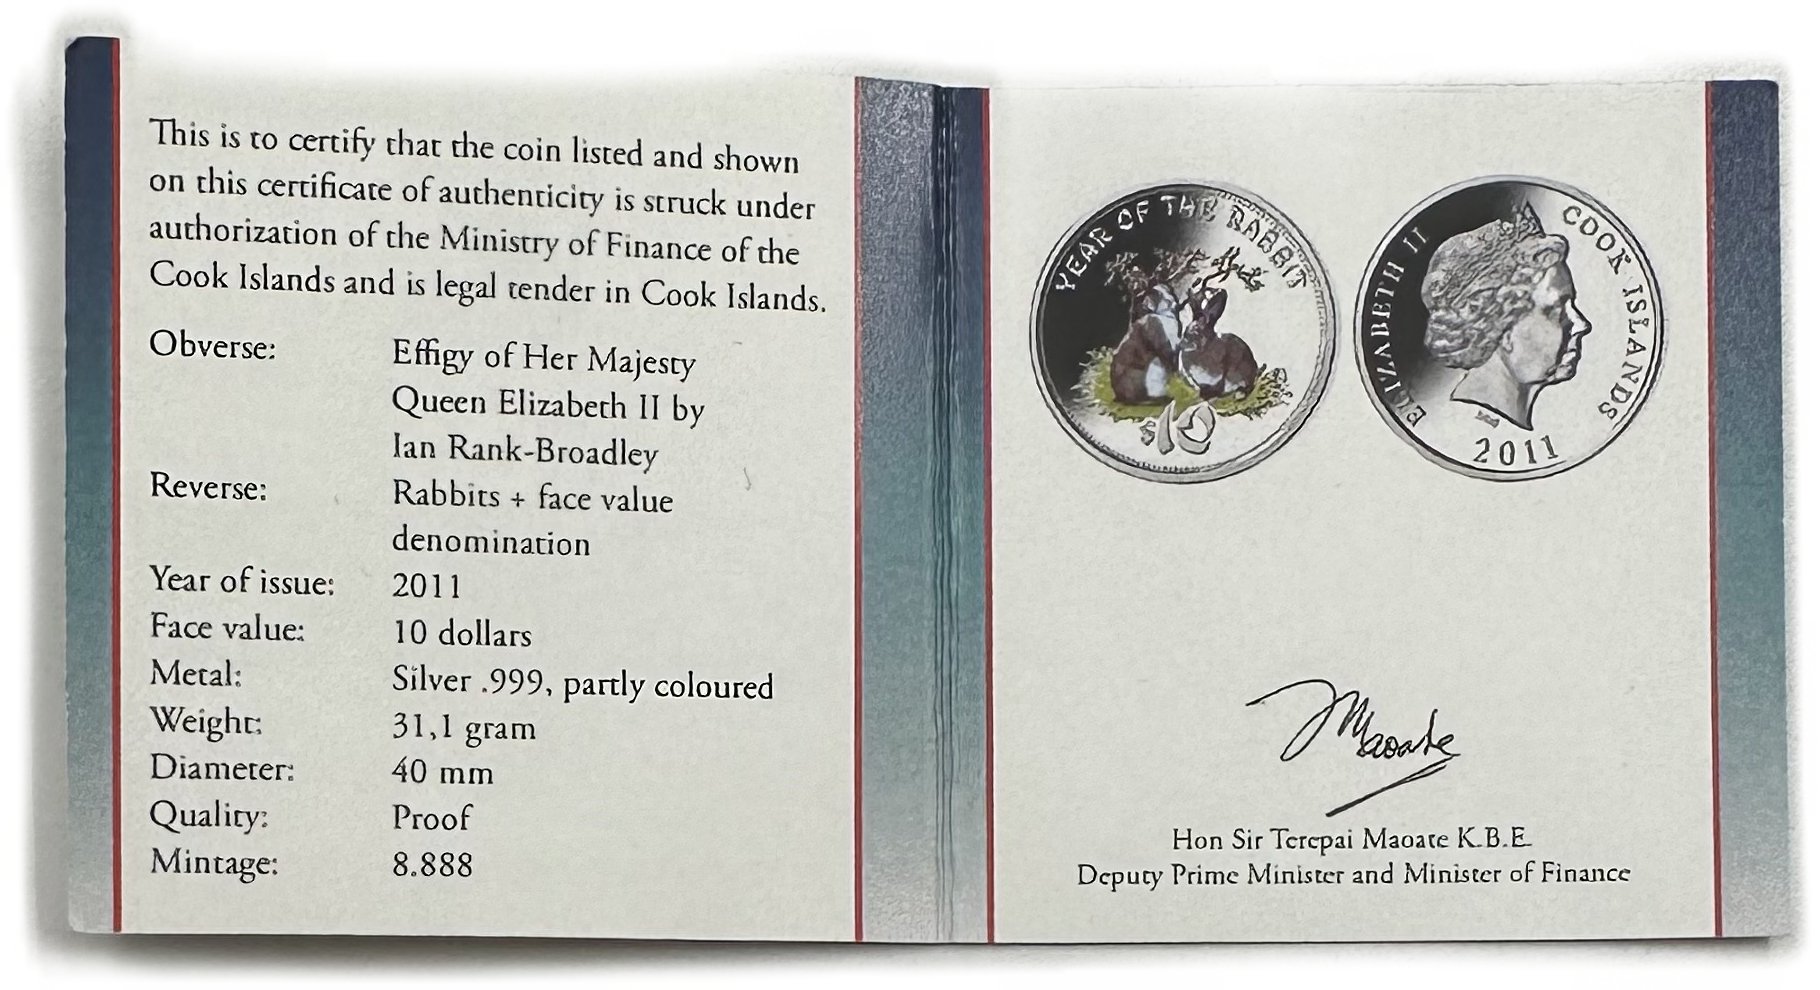 This is to certify that the coin listed and shown
on this certificate of authenticity is struck under
authorization of the Ministry of Finance of the
Cook Islands and is legal tender in Cook Islands.
Obverse: Effigy of Her Majesty
Queen Elizabeth II by
Ian Rank-Broadley
Reverse: Rabbits + face value
denomination
Year of issue: 2011
Face value: 10 dollars
Metal: Silver .999, partly coloured
Weight: 31,1 gram
Diameter: 40 mm
Quality: Proof
Mintage: 8.888
YEAR OF THE RABBIT
$10
ELIZABETH II
COOK ISLANDS
2011
Maoate
Hon Sir Terepai Maoate K.B.E.
Deputy Prime Minister and Minister of Finance